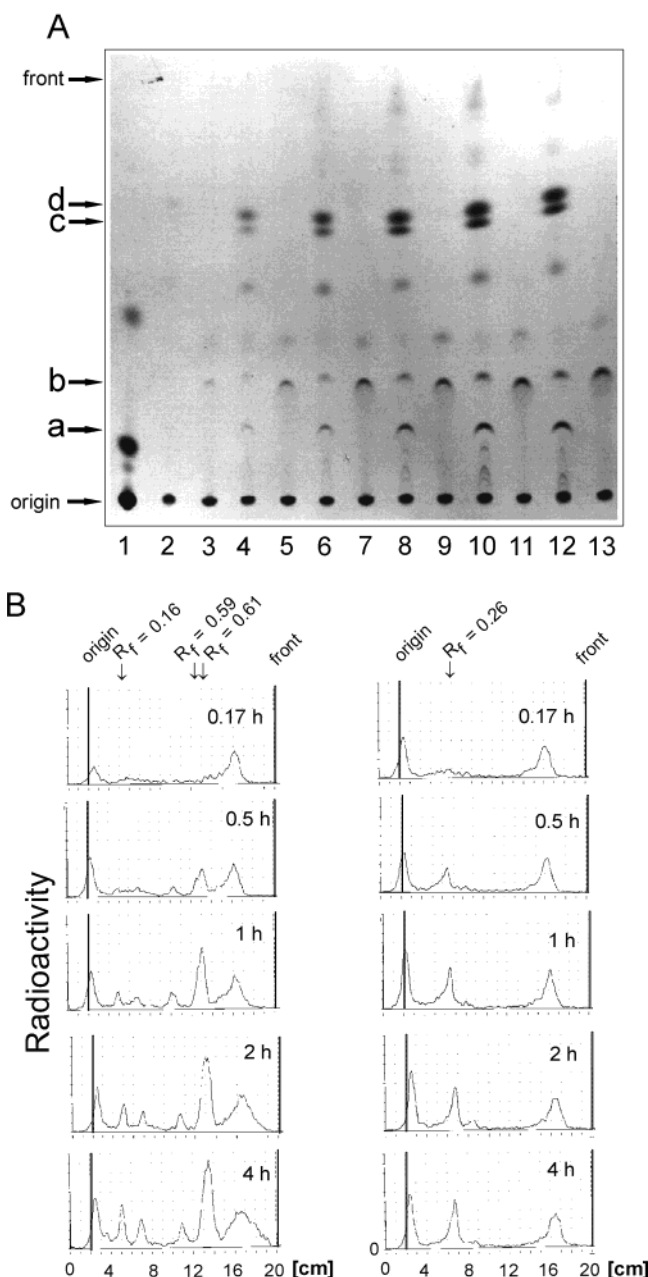 A
front
d
c
b
a
origin
1 2 3 4 5 6 7 8 9 10 11 12 13
B
origin Rf = 0.16 Rf = 0.59 Rf = 0.61 front
origin Rf = 0.26 front
0.17 h 0.17 h
0.5 h 0.5 h
1 h 1 h
2 h 2 h
4 h 4 h
Radioactivity
0
0 4 8 12 16 20 [cm]
0 4 8 12 16 20 [cm]